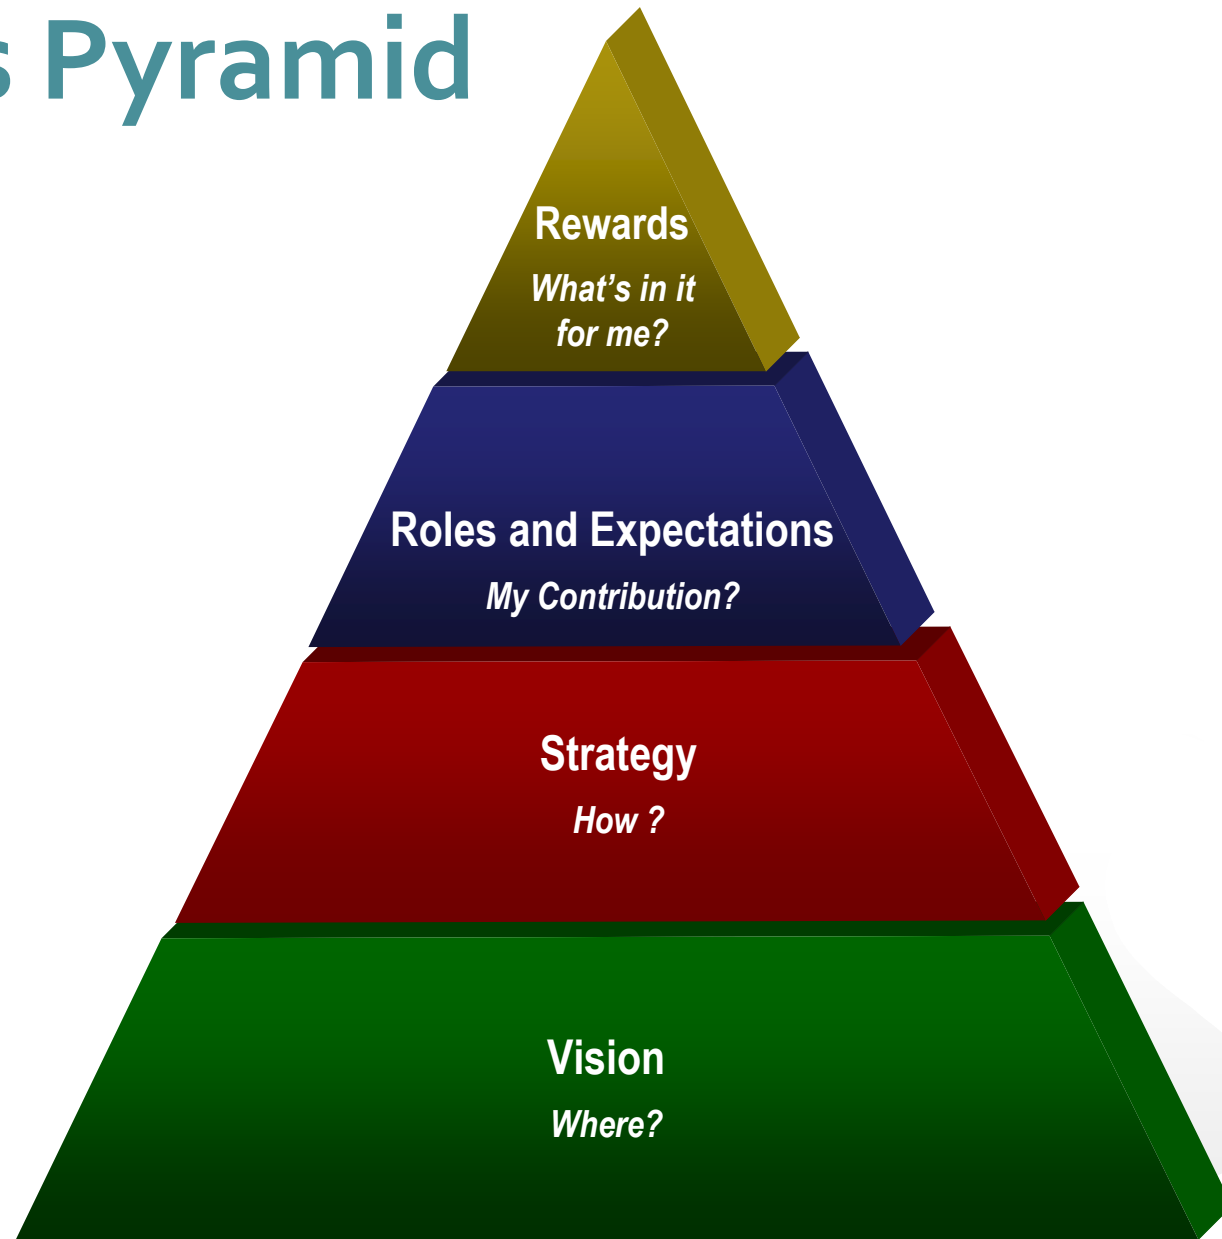 s Pyramid
Rewards
What’s in it
for me?
Roles and Expectations
My Contribution?
Strategy
How ?
Vision
Where?